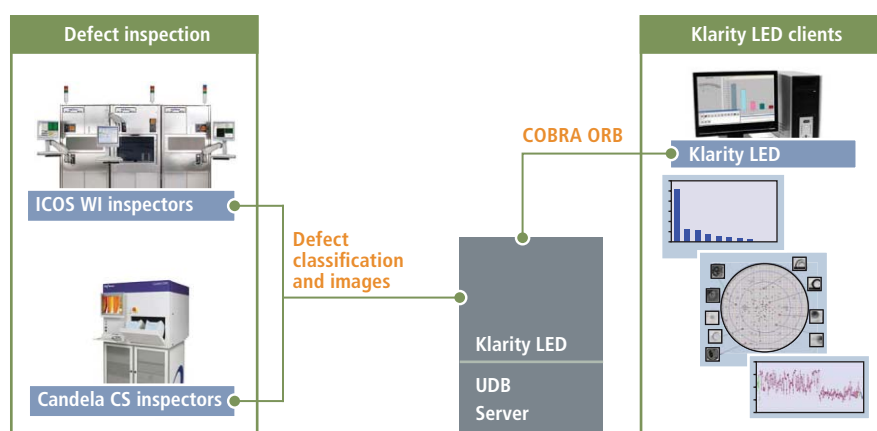 Defect inspection
ICOS WI inspectors
Candela CS inspectors
Defect
classification
and images
COBRA ORB
Klarity LED
UDB
Server
Klarity LED clients
Klarity LED